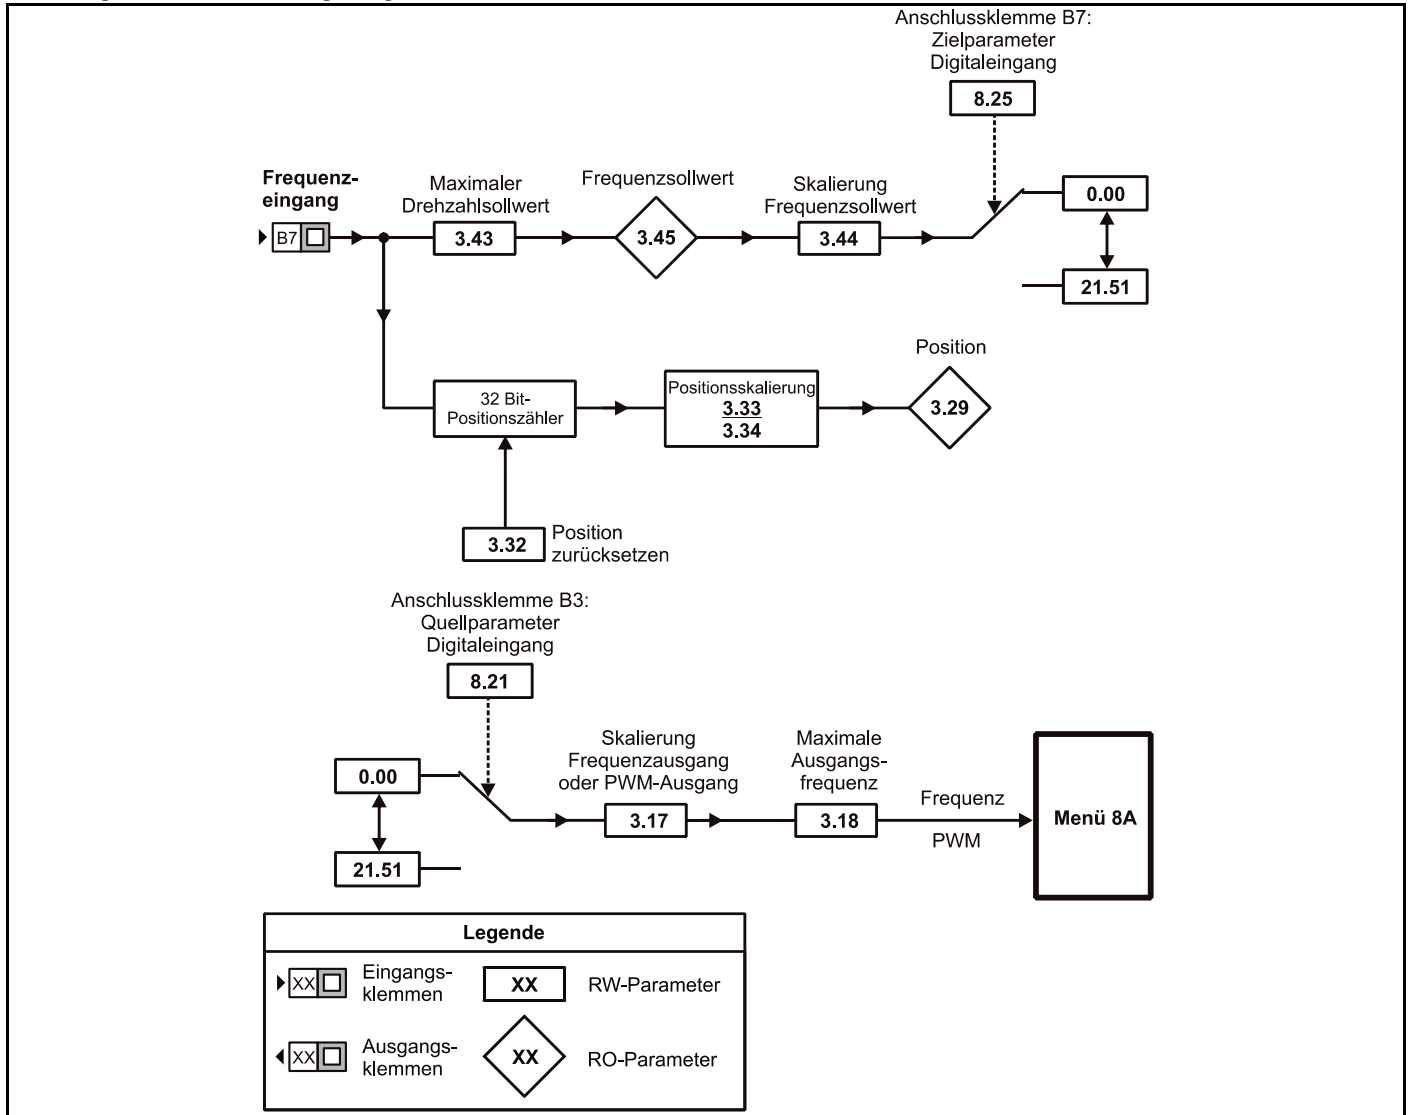 Anschlussklemme B7:
Zielparameter
Digitaleingang
8.25
Frequenz-
eingang
B7
Maximaler
Drehzahlsollwert
3.43
Frequenzsollwert
3.45
Skalierung
Frequenzsollwert
3.44
0.00
21.51
32 Bit-
Positionszähler
Positionsskalierung
3.33
3.34
Position
3.29
3.32
Position
zurücksetzen
Anschlussklemme B3:
Quellparameter
Digitaleingang
8.21
0.00
21.51
Skalierung
Frequenzausgang
oder PWM-Ausgang
3.17
Maximale
Ausgangs-
frequenz
3.18
Frequenz
PWM
Menü 8A
Legende
XX
Eingangs-
klemmen
XX
RW-Parameter
XX
Ausgangs-
klemmen
XX
RO-Parameter